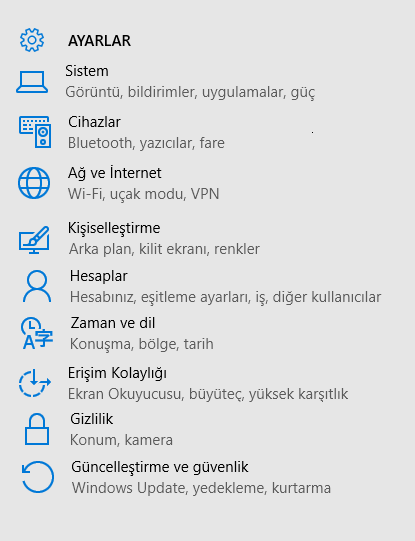 AYARLAR
Sistem
Görüntü, bildirimler, uygulamalar, güç
Cihazlar
Bluetooth, yazıcılar, fare
Ağ ve İnternet
Wi-Fi, uçak modu, VPN
Kişiselleştirme
Arka plan, kilit ekranı, renkler
Hesaplar
Hesabınız, eşitleme ayarları, iş, diğer kullanıcılar
Zaman ve dil
Konuşma, bölge, tarih
Erişim Kolaylığı
Ekran Okuyucusu, büyüteç, yüksek karşıtlık
Gizlilik
Konum, kamera
Güncelleştirme ve güvenlik
Windows Update, yedekleme, kurtarma